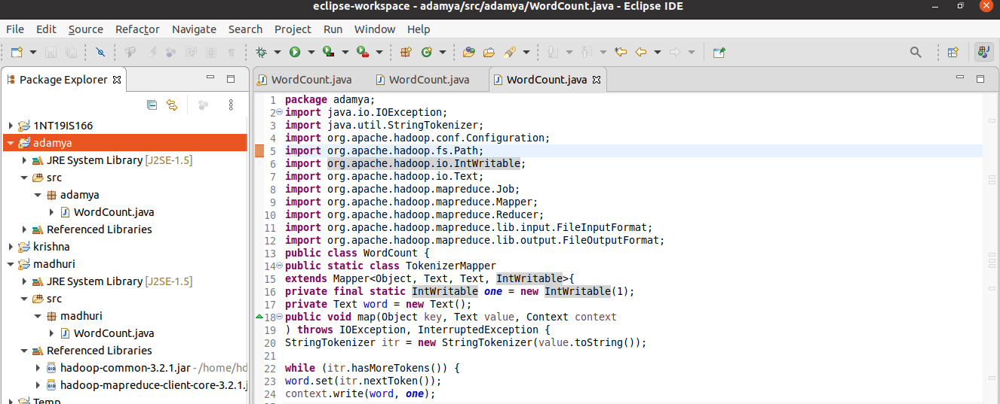 eclipse-workspace - adamya/src/adamya/WordCount.java - Eclipse IDE
File Edit Source Refactor Navigate Search Project Run Window Help
Package Explorer
1NT19IS166
adamya
JRE System Library [J2SE-1.5]
src
adamya
WordCount.java
Referenced Libraries
krishna
madhuri
JRE System Library [J2SE-1.5]
src
madhuri
WordCount.java
Referenced Libraries
hadoop-common-3.2.1.jar - /home/hd
hadoop-mapreduce-client-core-3.2.1.j
Temp
WordCount.java WordCount.java WordCount.java
1 package adamya;
2 import java.io.IOException;
3 import java.util.StringTokenizer;
4 import org.apache.hadoop.conf.Configuration;
5 import org.apache.hadoop.fs.Path;
6 import org.apache.hadoop.io.IntWritable;
7 import org.apache.hadoop.io.Text;
8 import org.apache.hadoop.mapreduce.Job;
9 import org.apache.hadoop.mapreduce.Mapper;
10 import org.apache.hadoop.mapreduce.Reducer;
11 import org.apache.hadoop.mapreduce.lib.input.FileInputFormat;
12 import org.apache.hadoop.mapreduce.lib.output.FileOutputFormat;
13 public class WordCount {
14 public static class TokenizerMapper
15 extends Mapper<Object, Text, Text, IntWritable>{
16 private final static IntWritable one = new IntWritable(1);
17 private Text word = new Text();
18 public void map(Object key, Text value, Context context
19 ) throws IOException, InterruptedException {
20 StringTokenizer itr = new StringTokenizer(value.toString());
21
22 while (itr.hasMoreTokens()) {
23 word.set(itr.nextToken());
24 context.write(word, one);